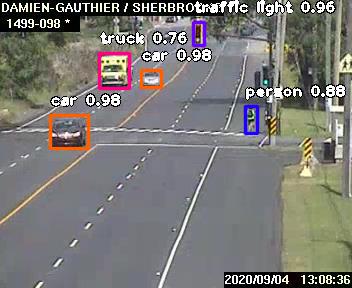 DAMIEN-GAUTHIER / SHERBRO
traffic light 0.96
1499-098 *
truck 0.76
car 0.98
person 0.88
car 0.98
2020/09/04 13:08:36